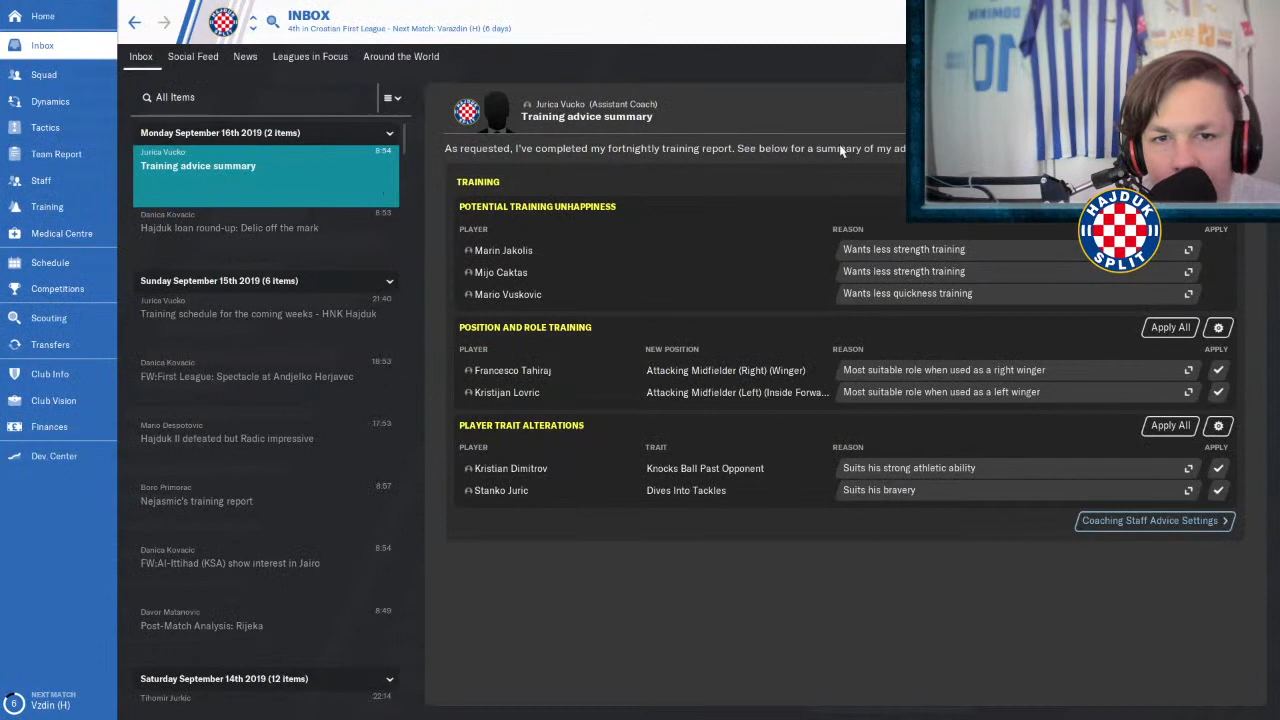 Home
Inbox
Squad
Dynamics
Tactics
Team Report
Staff
Training
Medical Centre
Schedule
Competitions
Scouting
Transfers
Club Info
Club Vision
Finances
Dev. Center
6
NEXT MATCH
Vzdin (H)
INBOX
4th in Croatian First League - Next Match: Varazdin (H) (6 days)
Inbox Social Feed News Leagues in Focus Around the World
All Items
Monday September 16th 2019 (2 items)
Jurica Vucko 8:54
Training advice summary
Danica Kovacic 8:53
Hajduk loan round-up: Delic off the mark
Sunday September 15th 2019 (6 items)
Jurica Vucko 21:40
Training schedule for the coming weeks - HNK Hajduk
Danica Kovacic 18:53
FW:First League: Spectacle at Andjelko Herjavec
Mario Despotovic 17:53
Hajduk II defeated but Radic impressive
Boro Primorac 8:57
Nejasmic's training report
Danica Kovacic 8:54
FW:Al-Ittihad (KSA) show interest in Jairo
Davor Matanovic 8:49
Post-Match Analysis: Rijeka
Saturday September 14th 2019 (12 items)
Tihomir Jurkic 22:14
Jurica Vucko (Assistant Coach)
Training advice summary
As requested, I've completed my fortnightly training report. See below for a summary of my ad
TRAINING
POTENTIAL TRAINING UNHAPPINESS
PLAYER REASON APPLY
Marin Jakolis Wants less strength training
Mijo Caktas Wants less strength training
Mario Vuskovic Wants less quickness training
POSITION AND ROLE TRAINING Apply All
PLAYER NEW POSITION REASON APPLY
Francesco Tahiraj Attacking Midfielder (Right) (Winger) Most suitable role when used as a right winger
Kristijan Lovric Attacking Midfielder (Left) (Inside Forwa... Most suitable role when used as a left winger
PLAYER TRAIT ALTERATIONS Apply All
PLAYER TRAIT REASON APPLY
Kristian Dimitrov Knocks Ball Past Opponent Suits his strong athletic ability
Stanko Juric Dives Into Tackles Suits his bravery
Coaching Staff Advice Settings
DOMINIK
10
HAJDUK
SPLIT